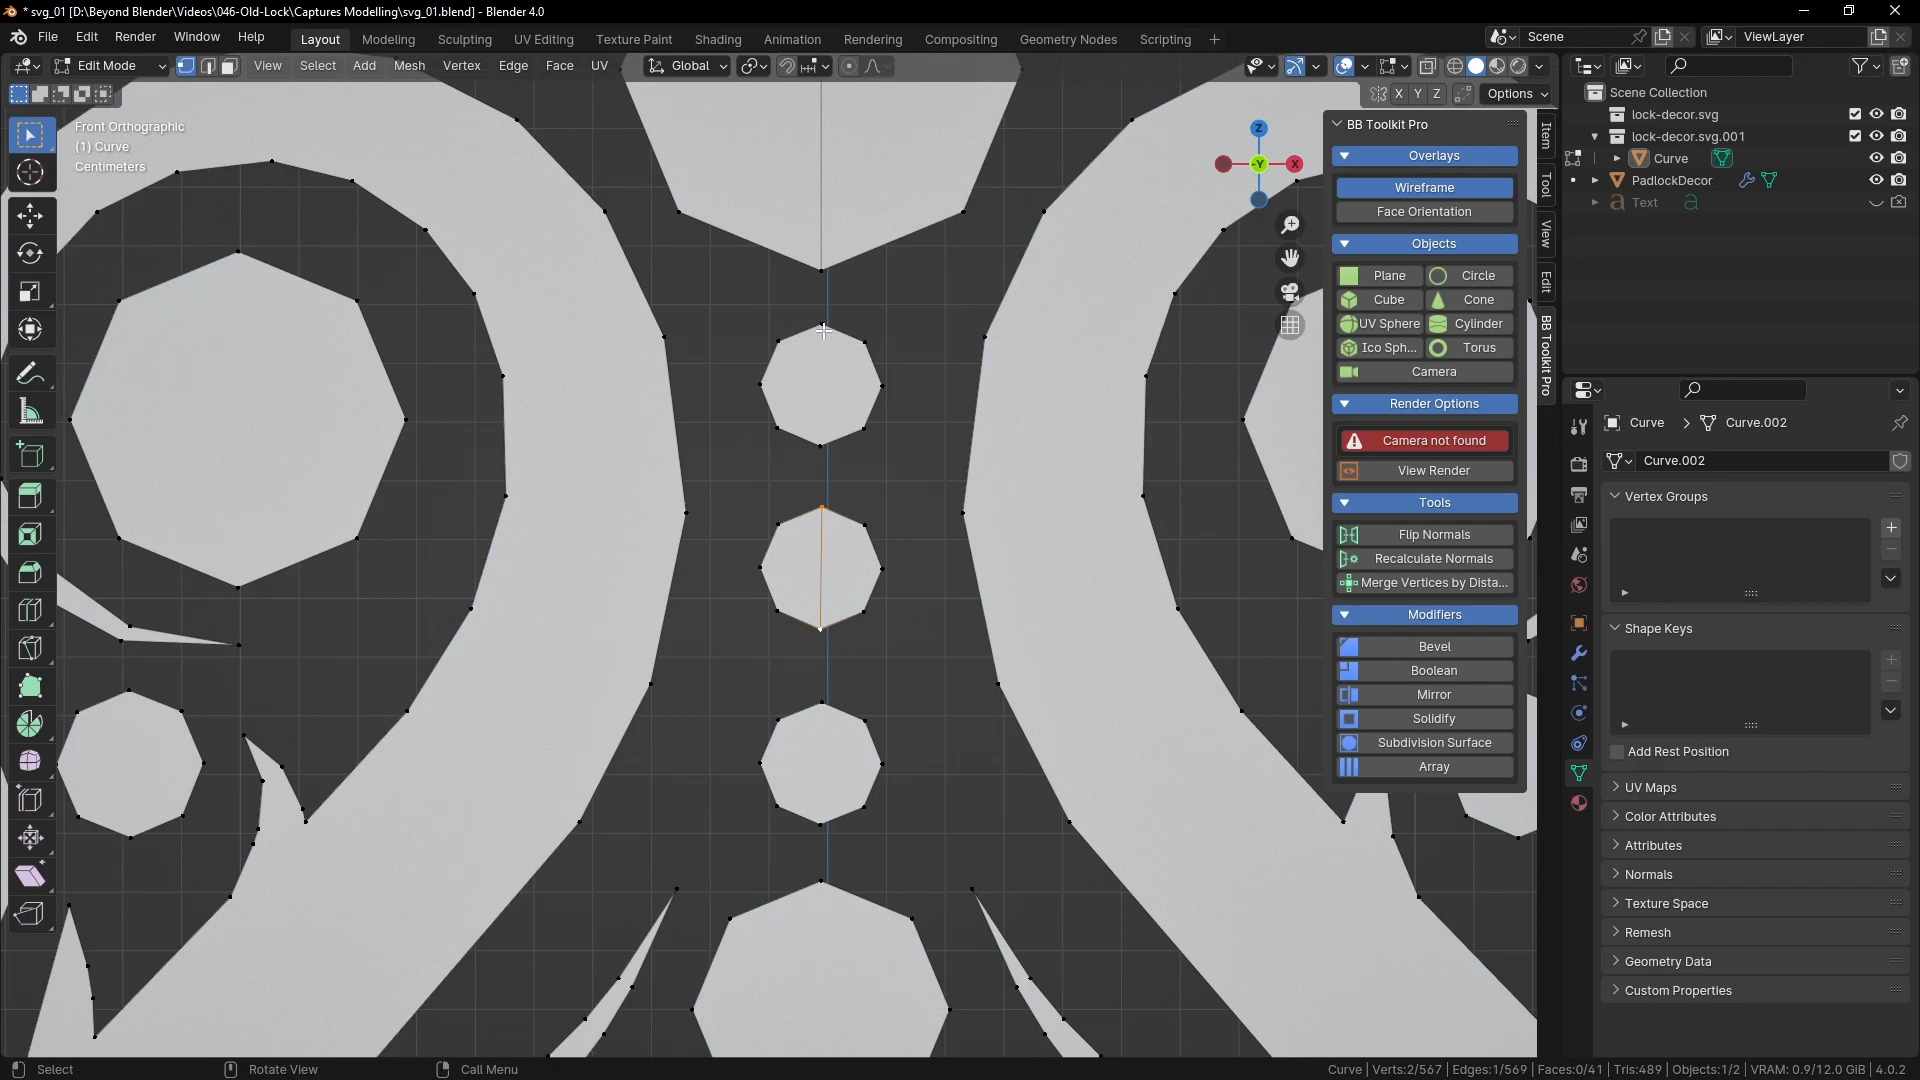 * svg_01 [D:\Beyond Blender\Videos\046-Old-Lock\Captures Modelling\svg_01.blend] - Blender 4.0
File Edit Render Window Help Layout Modeling Sculpting UV Editing Texture Paint Shading Animation Rendering Compositing Geometry Nodes Scripting + Scene ViewLayer
Edit Mode View Select Add Mesh Vertex Edge Face UV Global
X Y Z Options
Front Orthographic
(1) Curve
Centimeters
Z
-Y
X
BB Toolkit Pro
Overlays
Wireframe
Face Orientation
Objects
Plane Circle
Cube Cone
UV Sphere Cylinder
Ico Sph... Torus
Camera
Render Options
Camera not found
View Render
Tools
Flip Normals
Recalculate Normals
Merge Vertices by Dista...
Modifiers
Bevel
Boolean
Mirror
Solidify
Subdivision Surface
Array
Item
Tool
View
Edit
BB Toolkit Pro
Scene Collection
lock-decor.svg
lock-decor.svg.001
Curve
PadlockDecor
Text
Curve Curve.002
Curve.002
Vertex Groups
Shape Keys
Add Rest Position
UV Maps
Color Attributes
Attributes
Normals
Texture Space
Remesh
Geometry Data
Custom Properties
Select Rotate View Call Menu Curve | Verts:2/567 | Edges:1/569 | Faces:0/41 | Tris:489 | Objects:1/2 | VRAM: 0.9/12.0 GiB | 4.0.2